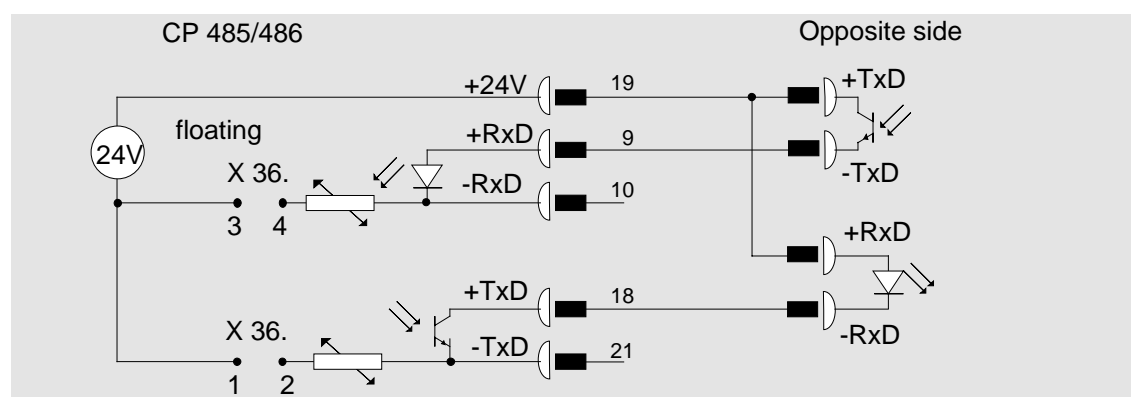 CP 485/486
Opposite side
+24V
19
+TxD
24V
floating
+RxD
9
-TxD
X 36.
-RxD
10
3 4
+RxD
+TxD
18
X 36.
-TxD
21
-RxD
1 2